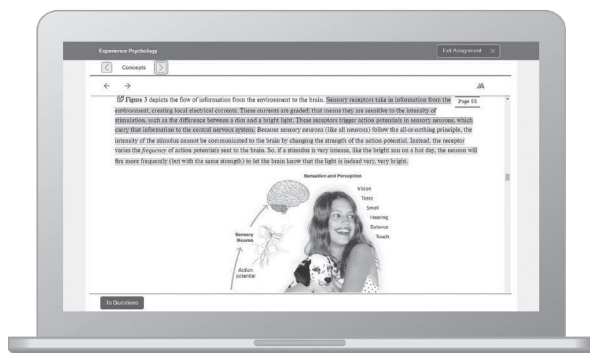 Experience Psychology
Exit Assignment ×
Concepts
Figure 3 depicts the flow of information from the environment to the brain. Sensory receptors take in information from the
Page 88
environment, creating local electrical currents. These currents are graded; that means they are sensitive to the intensity of
stimulation, such as the difference between a dim and a bright light. These receptors trigger action potentials in sensory neurons, which
carry that information to the central nervous system. Because sensory neurons (like all neurons) follow the all-or-nothing principle, the
intensity of the stimulus cannot be communicated to the brain by changing the strength of the action potential. Instead, the receptor
varies the frequency of action potentials sent to the brain. So, if a stimulus is very intense, like the bright sun on a hot day, the neuron will
fire more frequently (but with the same strength) to let the brain know that the light is indeed very, very bright.
Sensation and Perception
Vision
Taste
Smell
Hearing
Balance
Touch
Sensory
Neuron
Action
potential
To Questions